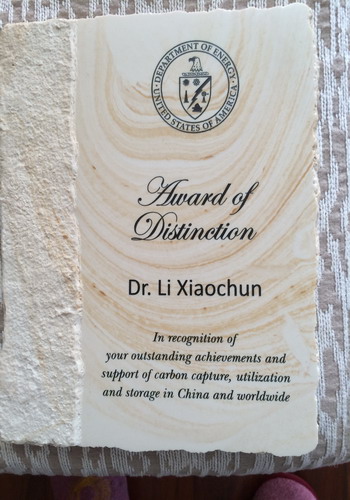 DEPARTMENT OF ENERGY
UNITED STATES OF AMERICA
Award of
Distinction
Dr. Li Xiaochun
In recognition of
your outstanding achievements and
support of carbon capture, utilization
and storage in China and worldwide